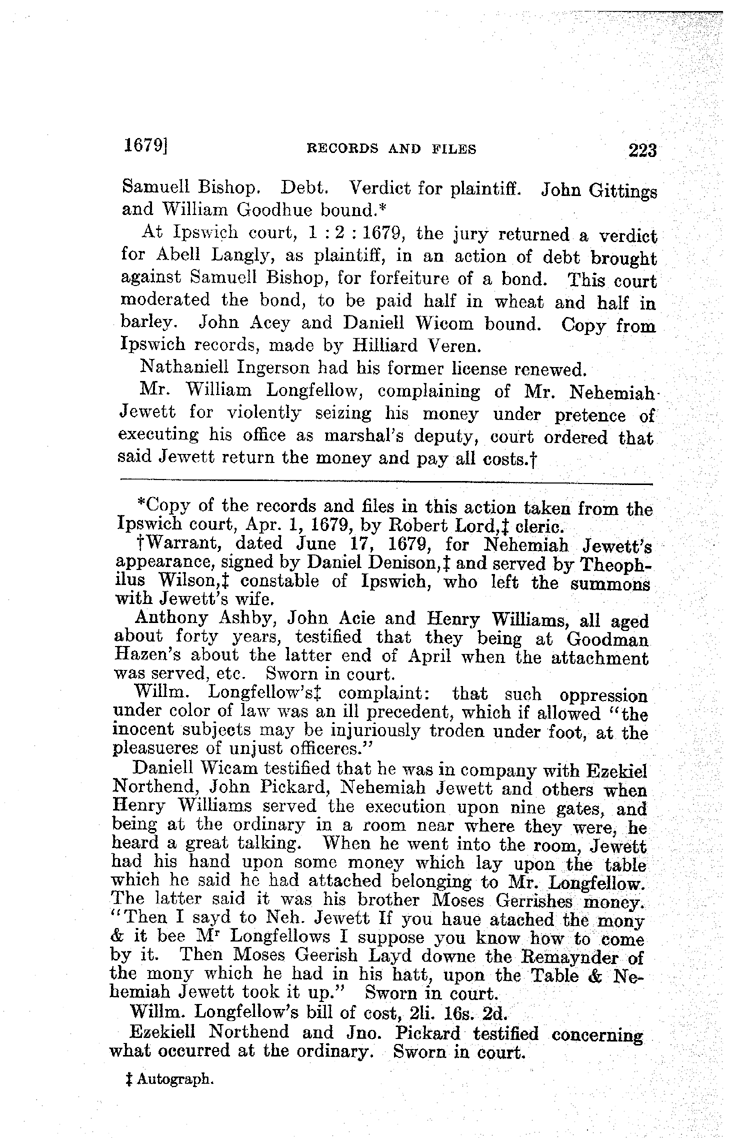 1679] RECORDS AND FILES 223
Samuell Bishop. Debt. Verdict for plaintiff. John Gittings
and William Goodhue bound.*
At Ipswich court, 1 : 2 : 1679, the jury returned a verdict
for Abell Langly, as plaintiff, in an action of debt brought
against Samuell Bishop, for forfeiture of a bond. This court
moderated the bond, to be paid half in wheat and half in
barley. John Acey and Daniell Wicom bound. Copy from
Ipswich records, made by Hilliard Veren.
Nathaniell Ingerson had his former license renewed.
Mr. William Longfellow, complaining of Mr. Nehemiah
Jewett for violently seizing his money under pretence of
executing his office as marshal's deputy, court ordered that
said Jewett return the money and pay all costs.†
*Copy of the records and files in this action taken from the
Ipswich court, Apr. 1, 1679, by Robert Lord,‡ cleric.
†Warrant, dated June 17, 1679, for Nehemiah Jewett's
appearance, signed by Daniel Denison,‡ and served by Theoph-
ilus Wilson,‡ constable of Ipswich, who left the summons
with Jewett's wife.
Anthony Ashby, John Acie and Henry Williams, all aged
about forty years, testified that they being at Goodman
Hazen's about the latter end of April when the attachment
was served, etc. Sworn in court.
Willm. Longfellow's‡ complaint: that such oppression
under color of law was an ill precedent, which if allowed "the
inocent subjects may be injuriously troden under foot, at the
pleasueres of unjust officeres."
Daniell Wicam testified that he was in company with Ezekiel
Northend, John Pickard, Nehemiah Jewett and others when
Henry Williams served the execution upon nine gates, and
being at the ordinary in a room near where they were, he
heard a great talking. When he went into the room, Jewett
had his hand upon some money which lay upon the table
which he said he had attached belonging to Mr. Longfellow.
The latter said it was his brother Moses Gerrishes money.
"Then I sayd to Neh. Jewett If you haue atached the mony
& it bee Mʳ Longfellows I suppose you know how to come
by it. Then Moses Geerish Layd downe the Remaynder of
the mony which he had in his hatt, upon the Table & Ne-
hemiah Jewett took it up." Sworn in court.
Willm. Longfellow's bill of cost, 2li. 16s. 2d.
Ezekiell Northend and Jno. Pickard testified concerning
what occurred at the ordinary. Sworn in court.
‡ Autograph.